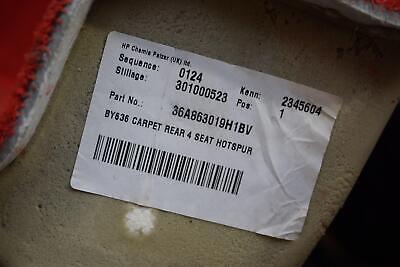 HP Chemie Pelzer (UK) ltd.
Sequence: 0124 Kenn: 2345604
Stillage: 301000523 Pos: 1
Part No.: 36A863019H1BV
BY636 CARPET REAR 4 SEAT HOTSPUR